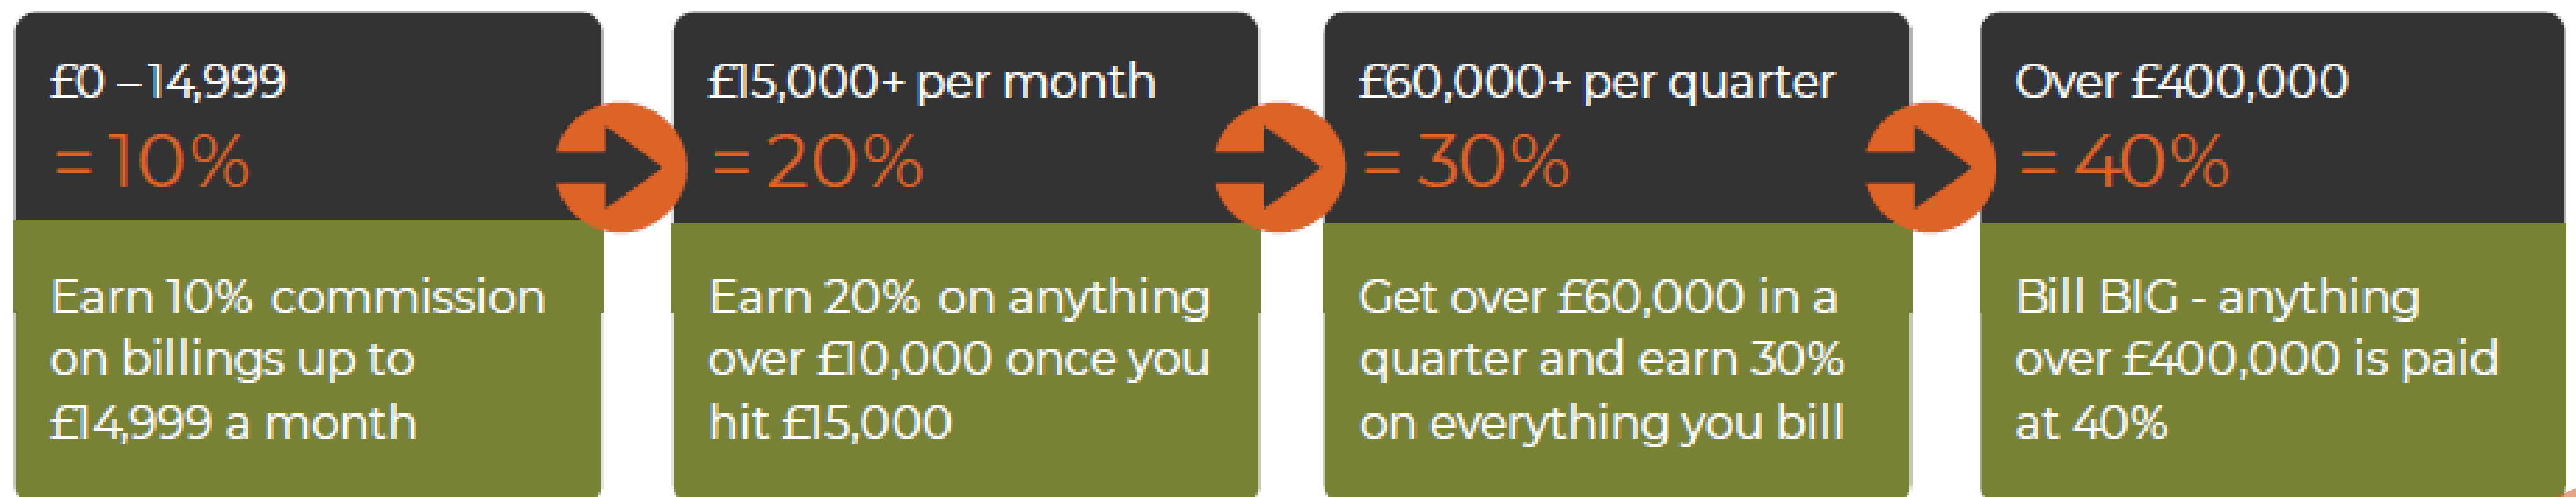 £0 – 14,999
= 10%
Earn 10% commission
on billings up to
£14,999 a month
£15,000+ per month
= 20%
Earn 20% on anything
over £10,000 once you
hit £15,000
£60,000+ per quarter
= 30%
Get over £60,000 in a
quarter and earn 30%
on everything you bill
Over £400,000
= 40%
Bill BIG - anything
over £400,000 is paid
at 40%